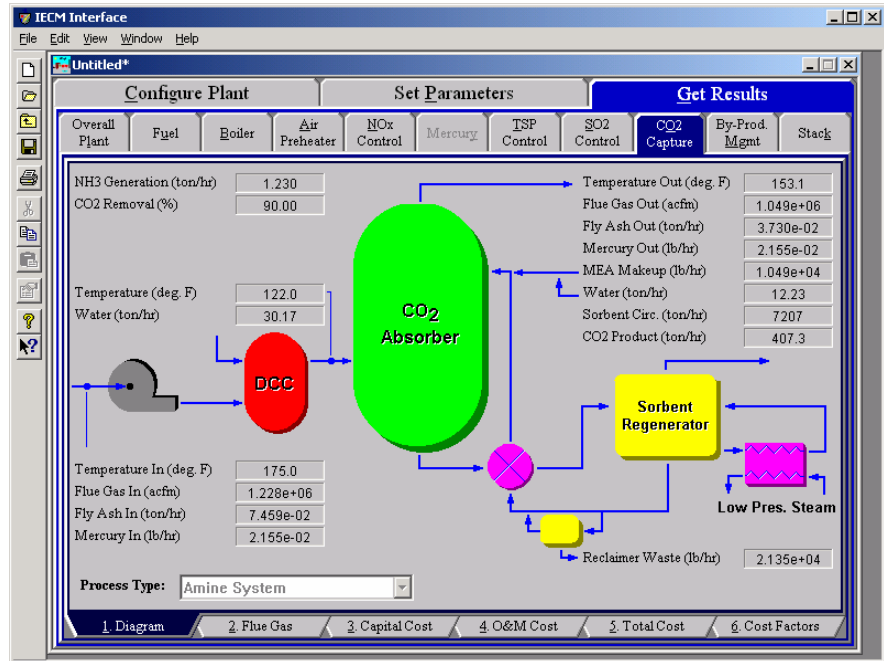 IECM Interface
File Edit View Window Help
Untitled*
Configure Plant Set Parameters Get Results
Overall Plant Fuel Boiler Air Preheater NOx Control Mercury TSP Control SO2 Control CO2 Capture By-Prod. Mgmt Stack
NH3 Generation (ton/hr) 1.230
CO2 Removal (%) 90.00
Temperature Out (deg. F) 153.1
Flue Gas Out (acfm) 1.049e+06
Fly Ash Out (ton/hr) 3.730e-02
Mercury Out (lb/hr) 2.155e-02
MEA Makeup (lb/hr) 1.049e+04
Water (ton/hr) 12.23
Sorbent Circ. (ton/hr) 7207
CO2 Product (ton/hr) 407.3
Temperature (deg. F) 122.0
Water (ton/hr) 30.17
CO2
Absorber
DCC
Sorbent
Regenerator
Low Pres. Steam
Temperature In (deg. F) 175.0
Flue Gas In (acfm) 1.228e+06
Fly Ash In (ton/hr) 7.459e-02
Mercury In (lb/hr) 2.155e-02
Reclaimer Waste (lb/hr) 2.135e+04
Process Type: Amine System
1. Diagram 2. Flue Gas 3. Capital Cost 4. O&M Cost 5. Total Cost 6. Cost Factors